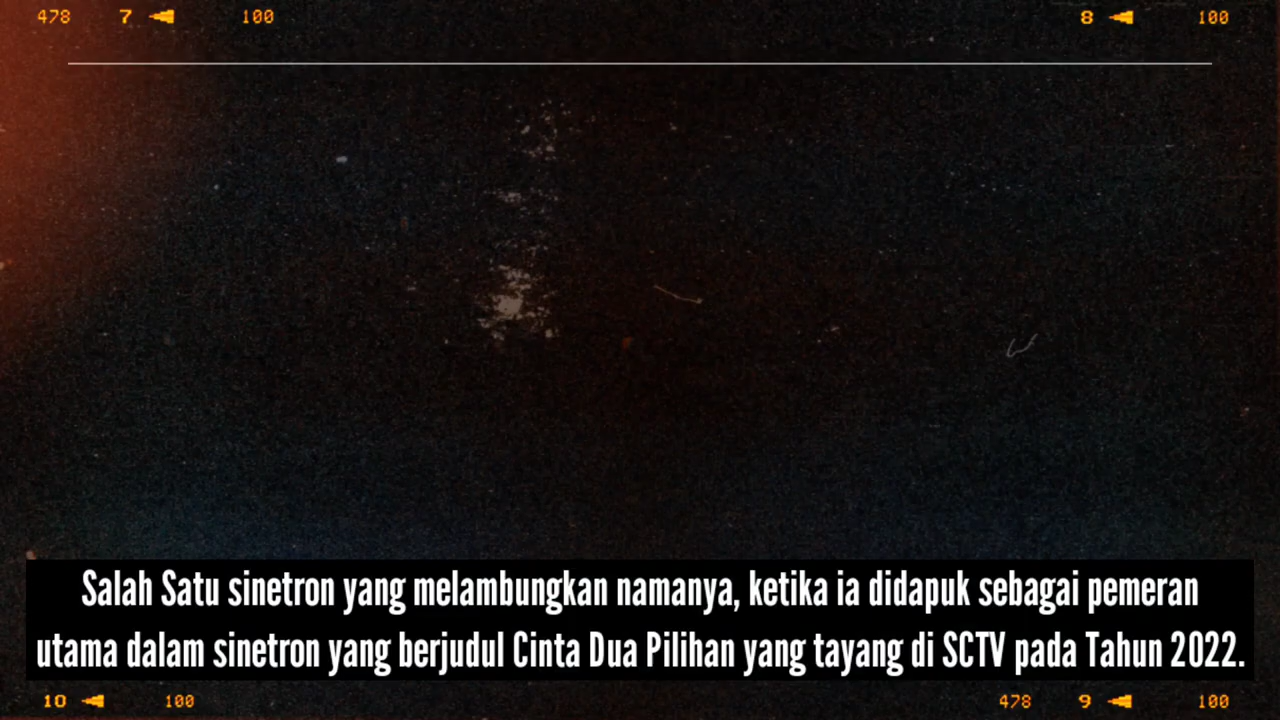 478 7 ◄ 100 8 ◄ 100
Salah Satu sinetron yang melambungkan namanya, ketika ia didapuk sebagai pemeran
utama dalam sinetron yang berjudul Cinta Dua Pilihan yang tayang di SCTV pada Tahun 2022.
10 ◄ 100 478 9 ◄ 100